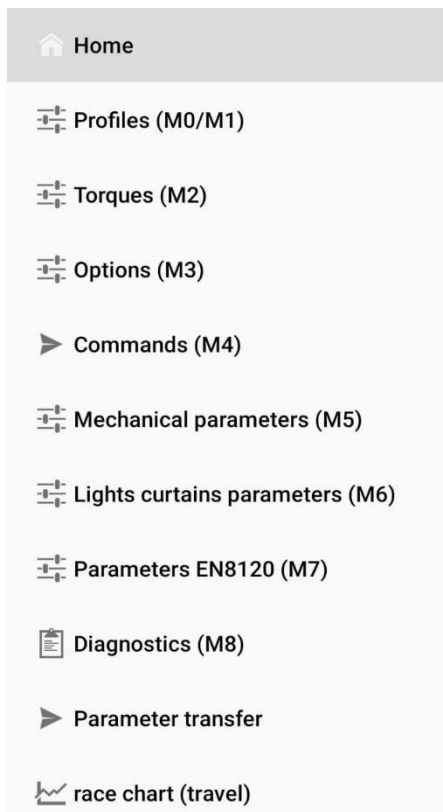 Home
Profiles (M0/M1)
Torques (M2)
Options (M3)
Commands (M4)
Mechanical parameters (M5)
Lights curtains parameters (M6)
Parameters EN8120 (M7)
Diagnostics (M8)
Parameter transfer
race chart (travel)